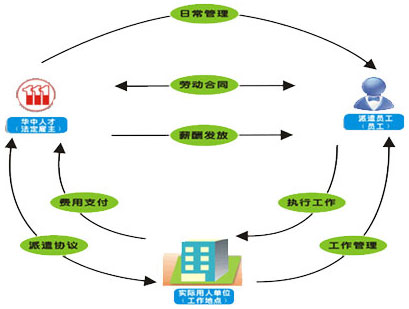 日常管理
劳动合同
华中人才
(法定雇主)
派遣员工
(员工)
薪酬发放
费用支付
执行工作
派遣协议
工作管理
实际用人单位
(工作地点)